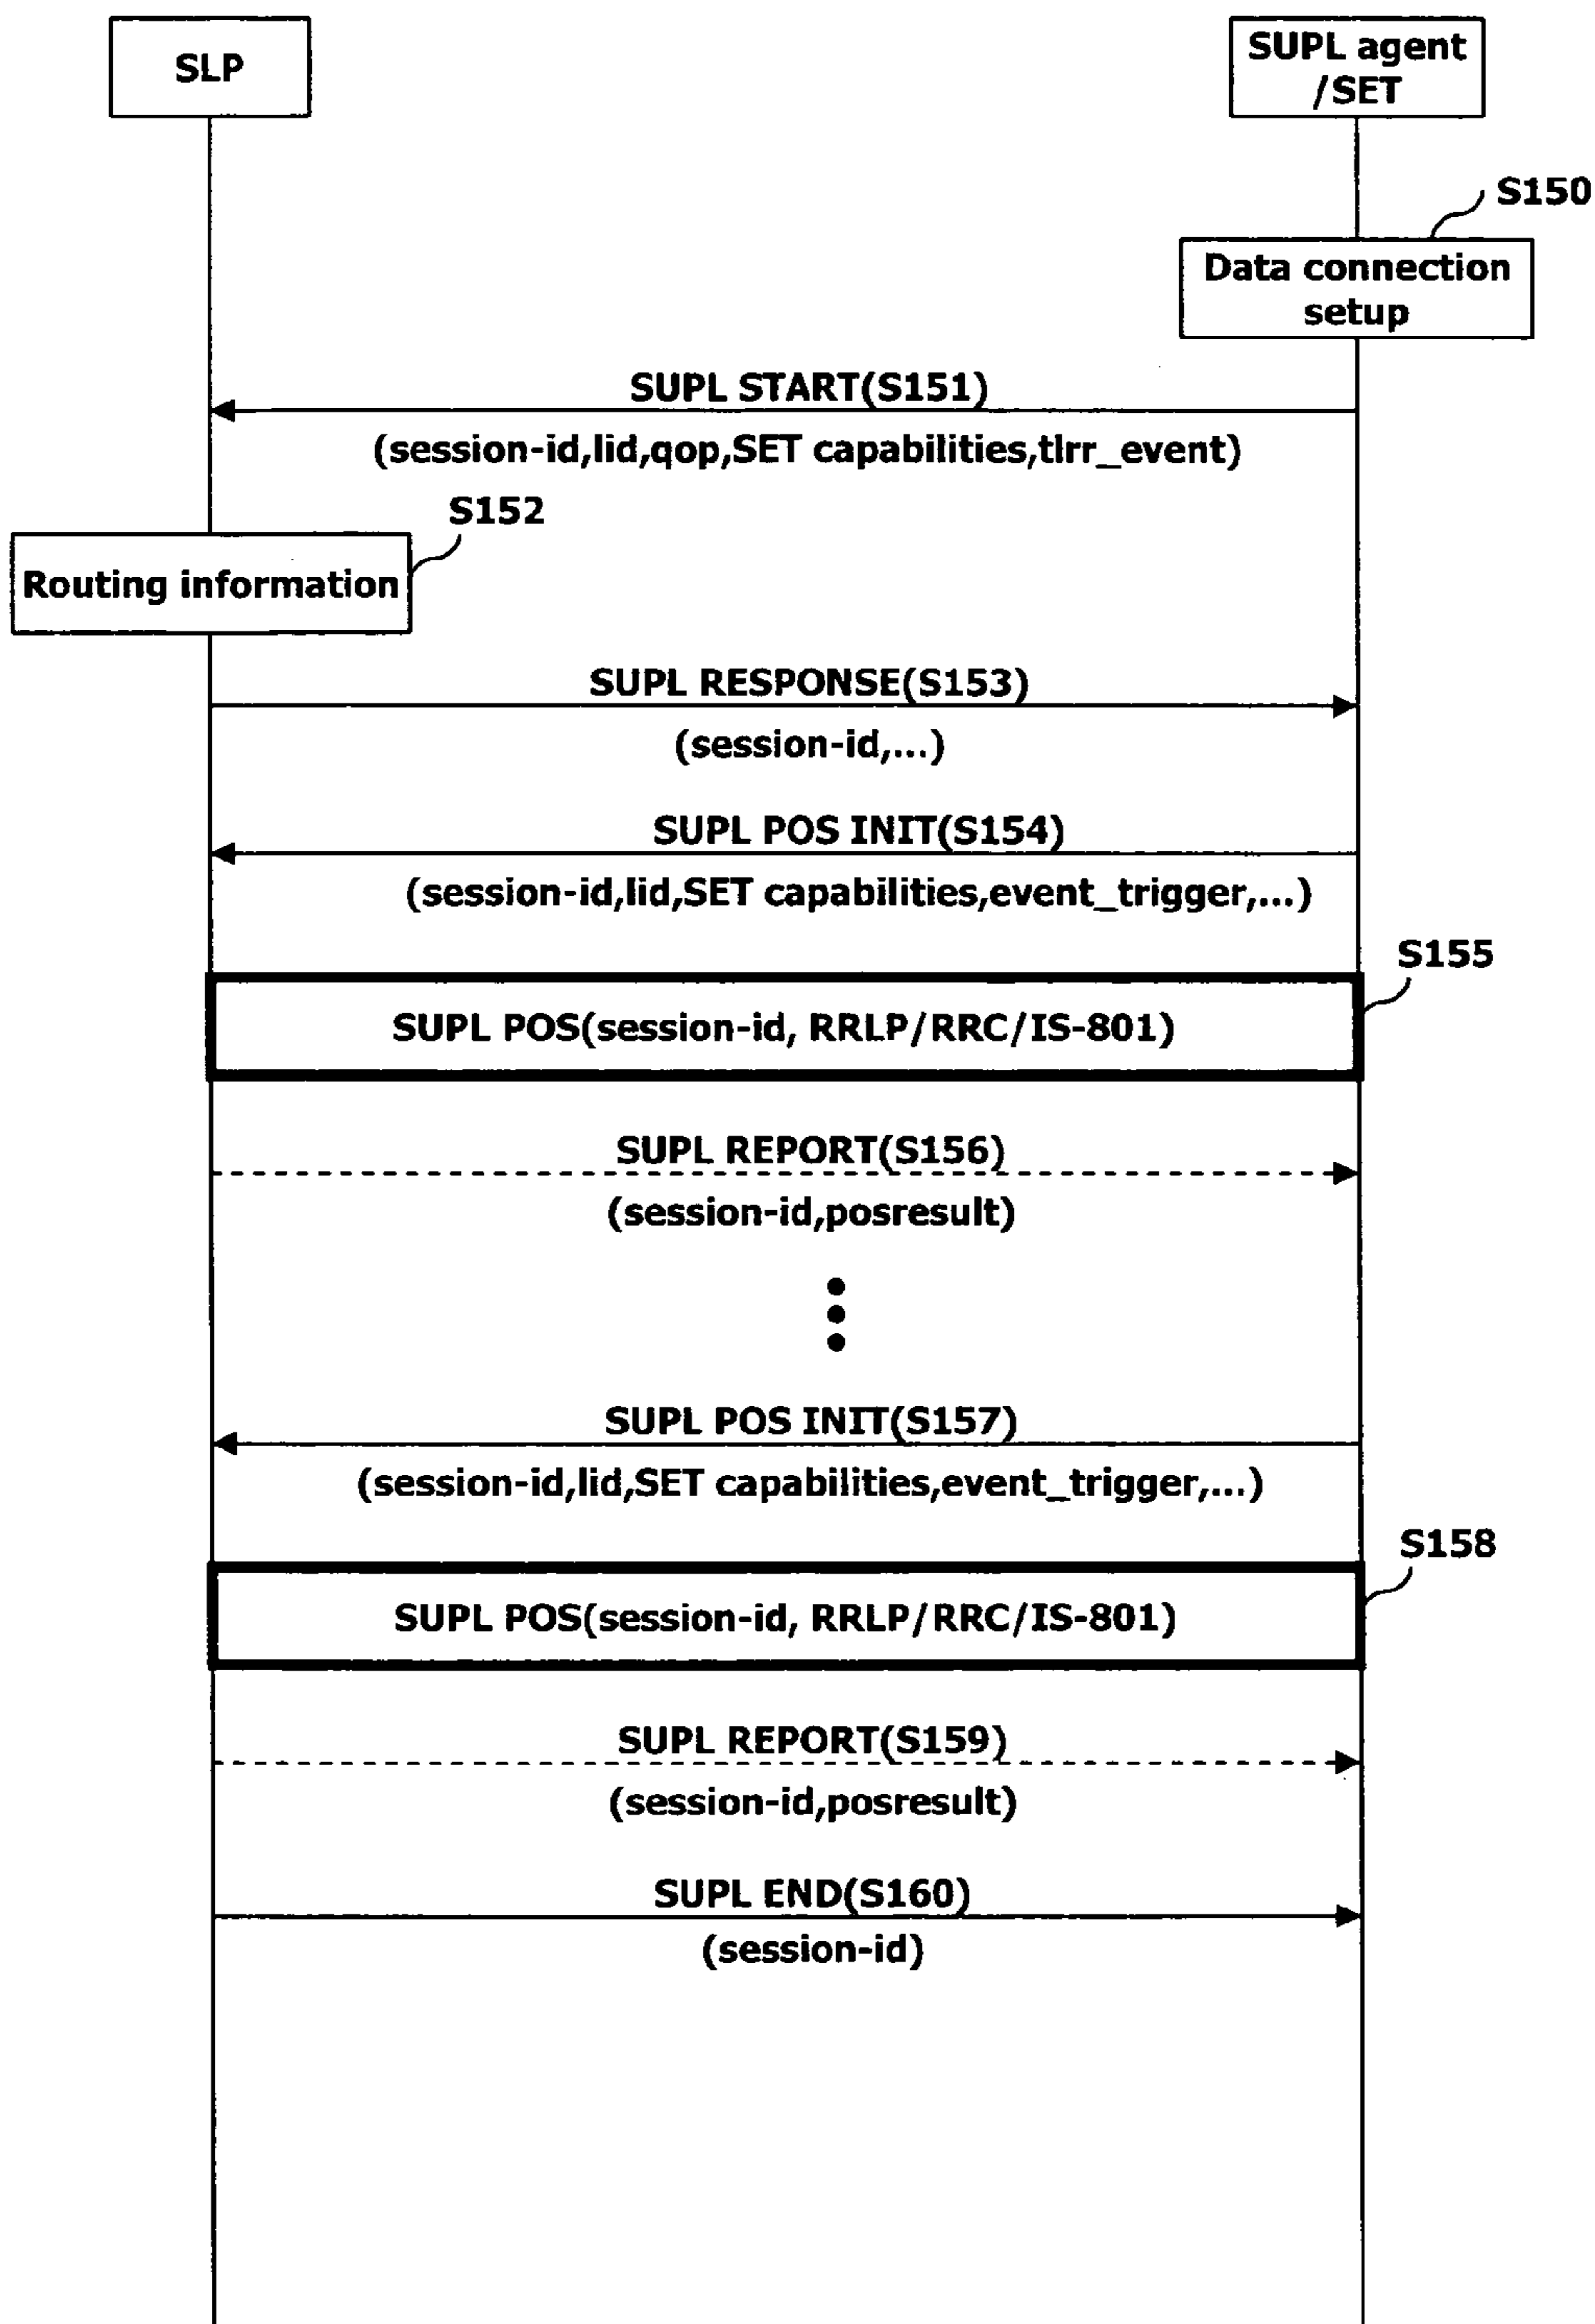 SLP
SUPL agent
/SET
S150
Data connection
setup
SUPL START(S151)
(session-id,lid,qop,SET capabilities,tlrr_event)
S152
Routing information
SUPL RESPONSE(S153)
(session-id,...)
SUPL POS INIT(S154)
(session-id,lid,SET capabilities,event_trigger,...)
S155
SUPL POS(session-id, RRLP/RRC/IS-801)
SUPL REPORT(S156)
(session-id,posresult)
SUPL POS INIT(S157)
(session-id,lid,SET capabilities,event_trigger,...)
S158
SUPL POS(session-id, RRLP/RRC/IS-801)
SUPL REPORT(S159)
(session-id,posresult)
SUPL END(S160)
(session-id)